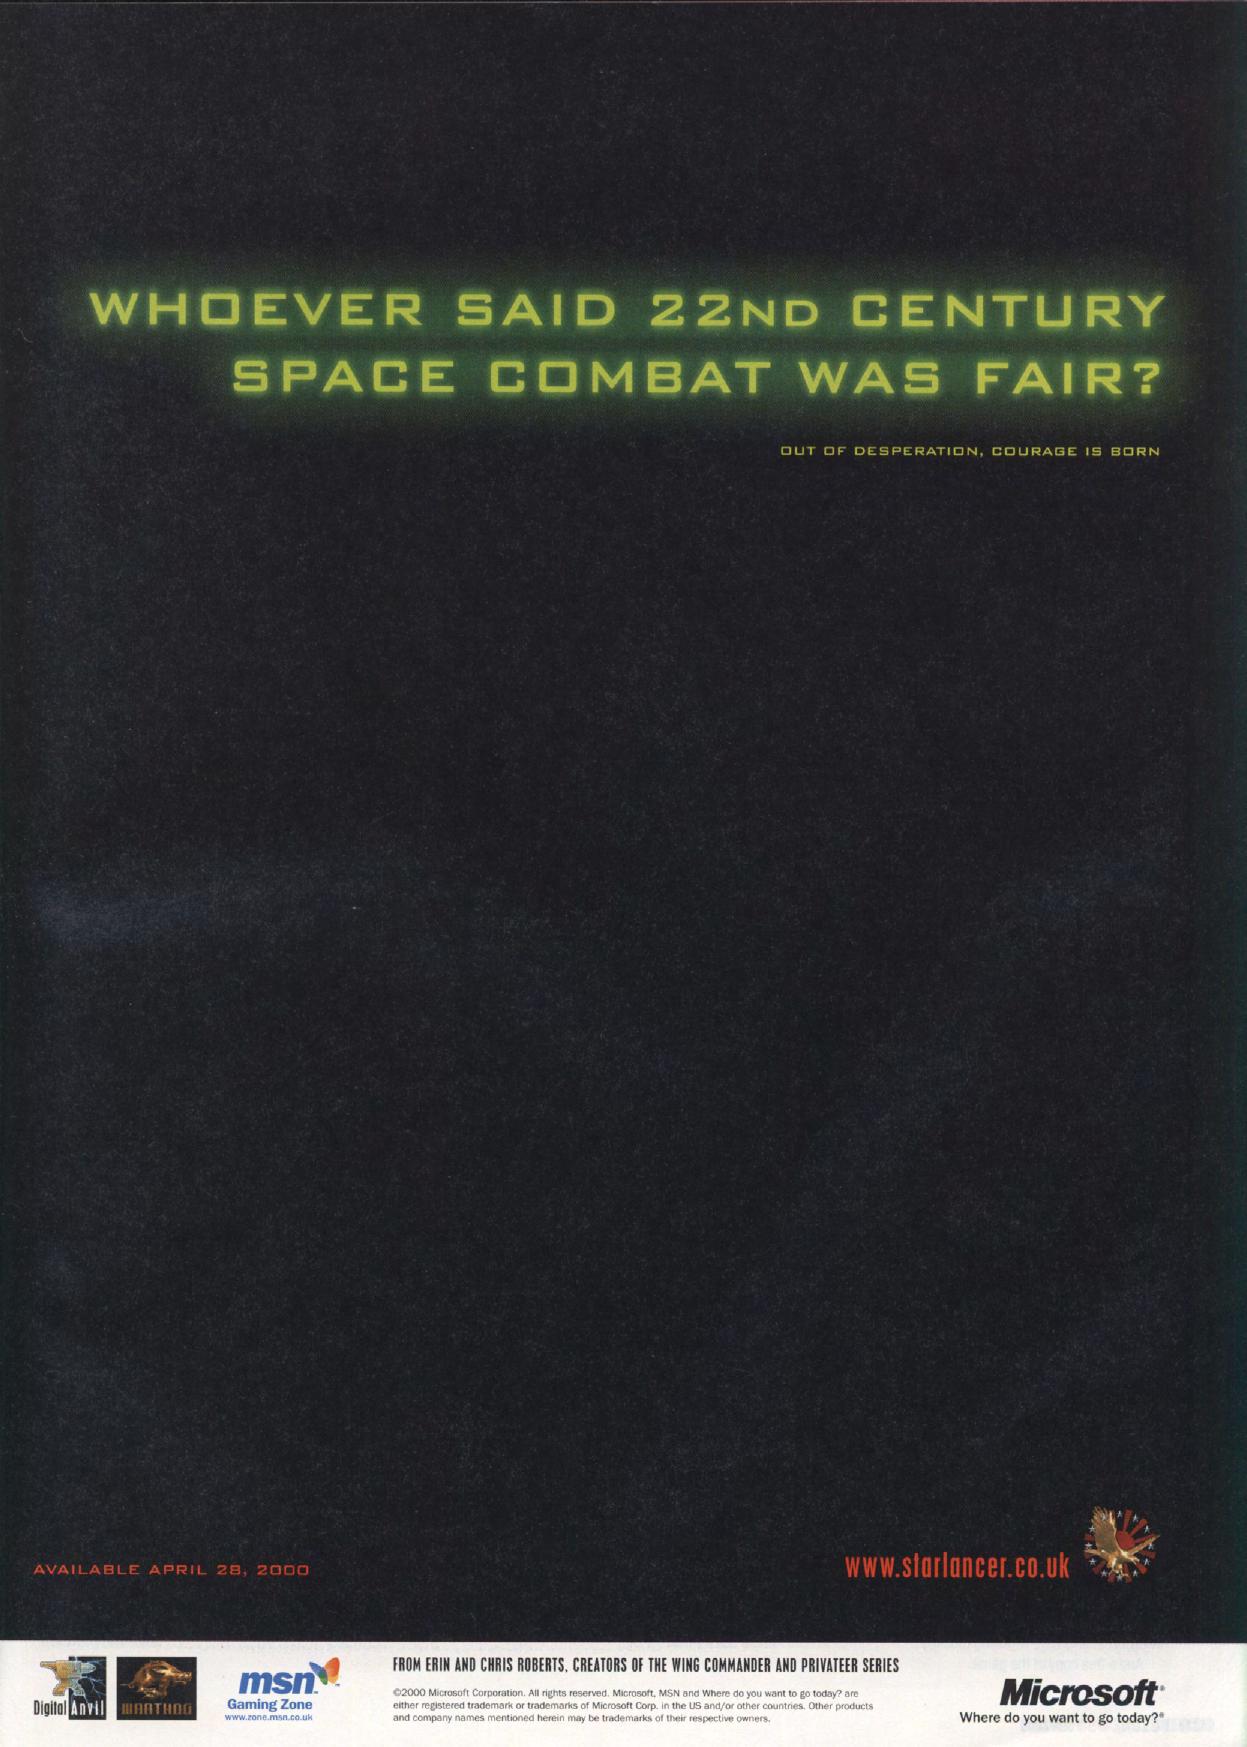 WHOEVER SAID 22ND CENTURY
SPACE COMBAT WAS FAIR?
OUT OF DESPERATION, COURAGE IS BORN
AVAILABLE APRIL 28, 2000
www.starlancer.co.uk
Digital Anvil
WARTHOG
msn
Gaming Zone
www.zone.msn.co.uk
FROM ERIN AND CHRIS ROBERTS, CREATORS OF THE WING COMMANDER AND PRIVATEER SERIES
©2000 Microsoft Corporation. All rights reserved. Microsoft, MSN and Where do you want to go today? are
either registered trademark or trademarks of Microsoft Corp. in the US and/or other countries. Other products
and company names mentioned herein may be trademarks of their respective owners.
Microsoft®
Where do you want to go today?®